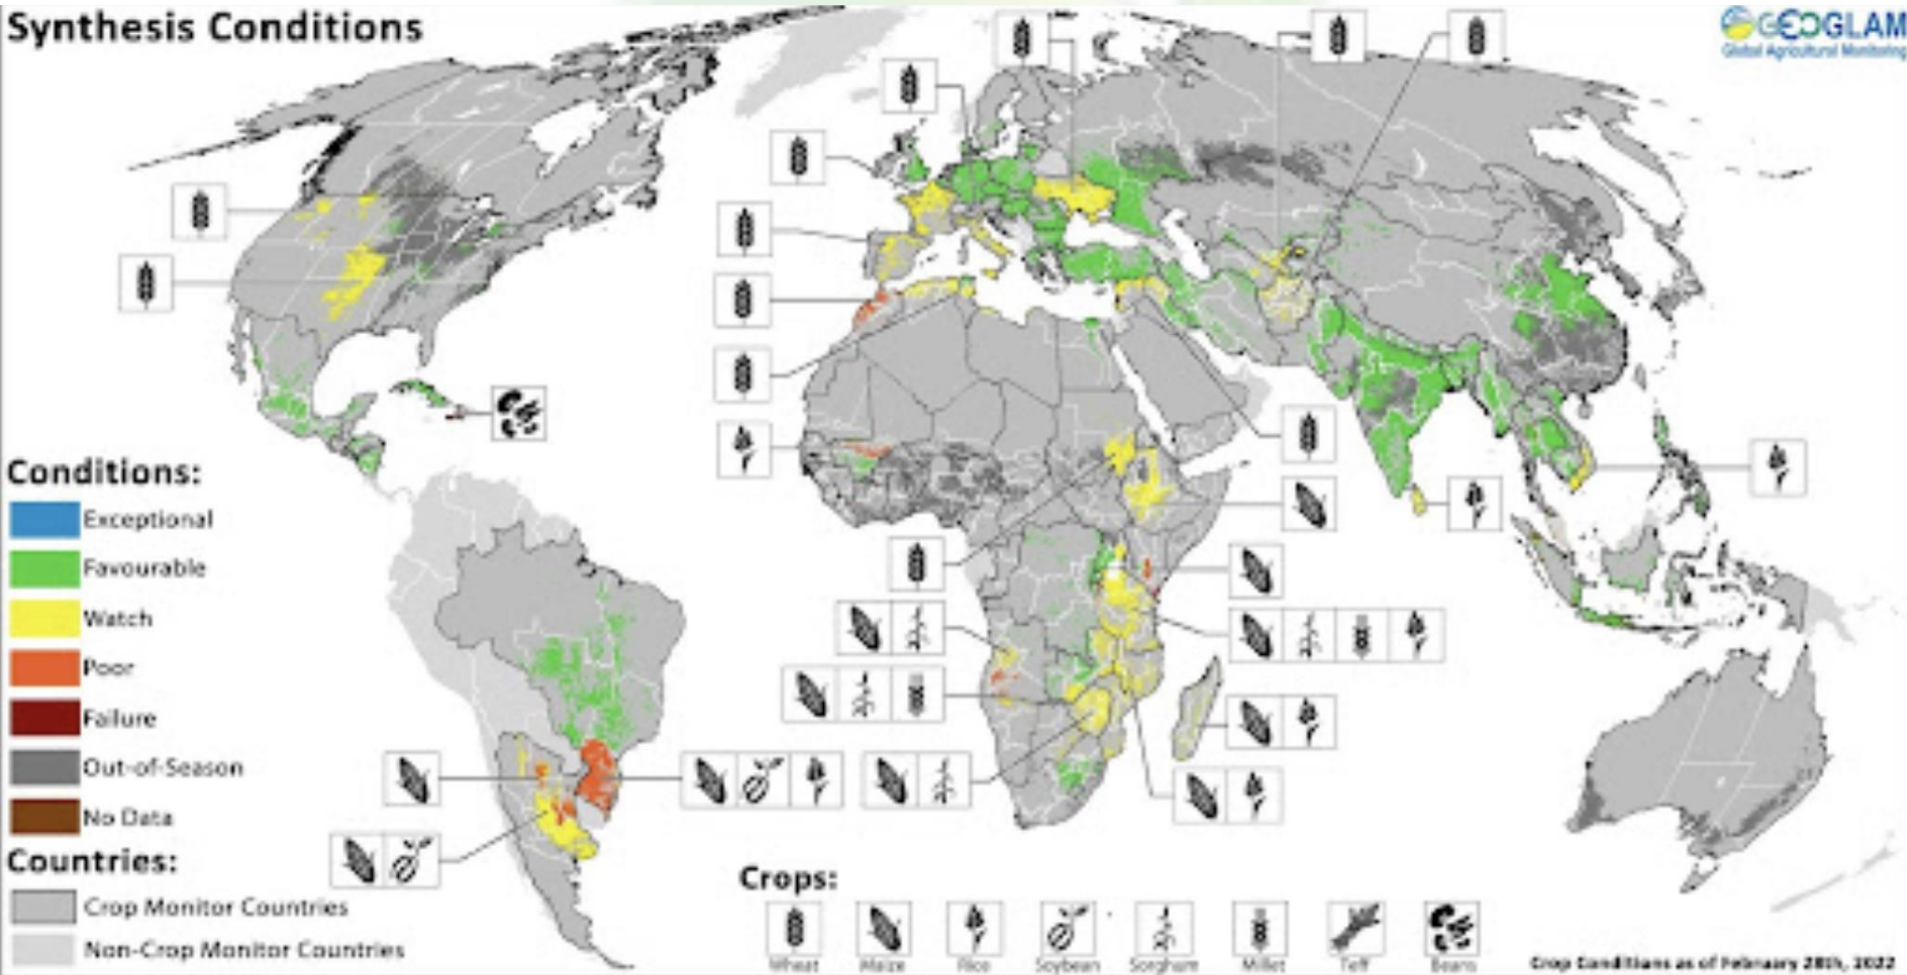 Synthesis Conditions
GEOGLAM
Global Agricultural Monitoring
Conditions:
Exceptional
Favourable
Watch
Poor
Failure
Out-of-Season
No Data
Countries:
Crop Monitor Countries
Non-Crop Monitor Countries
Crops:
Wheat
Maize
Rice
Soybean
Sorghum
Millet
Teff
Beans
Crop Conditions as of February 28th, 2022